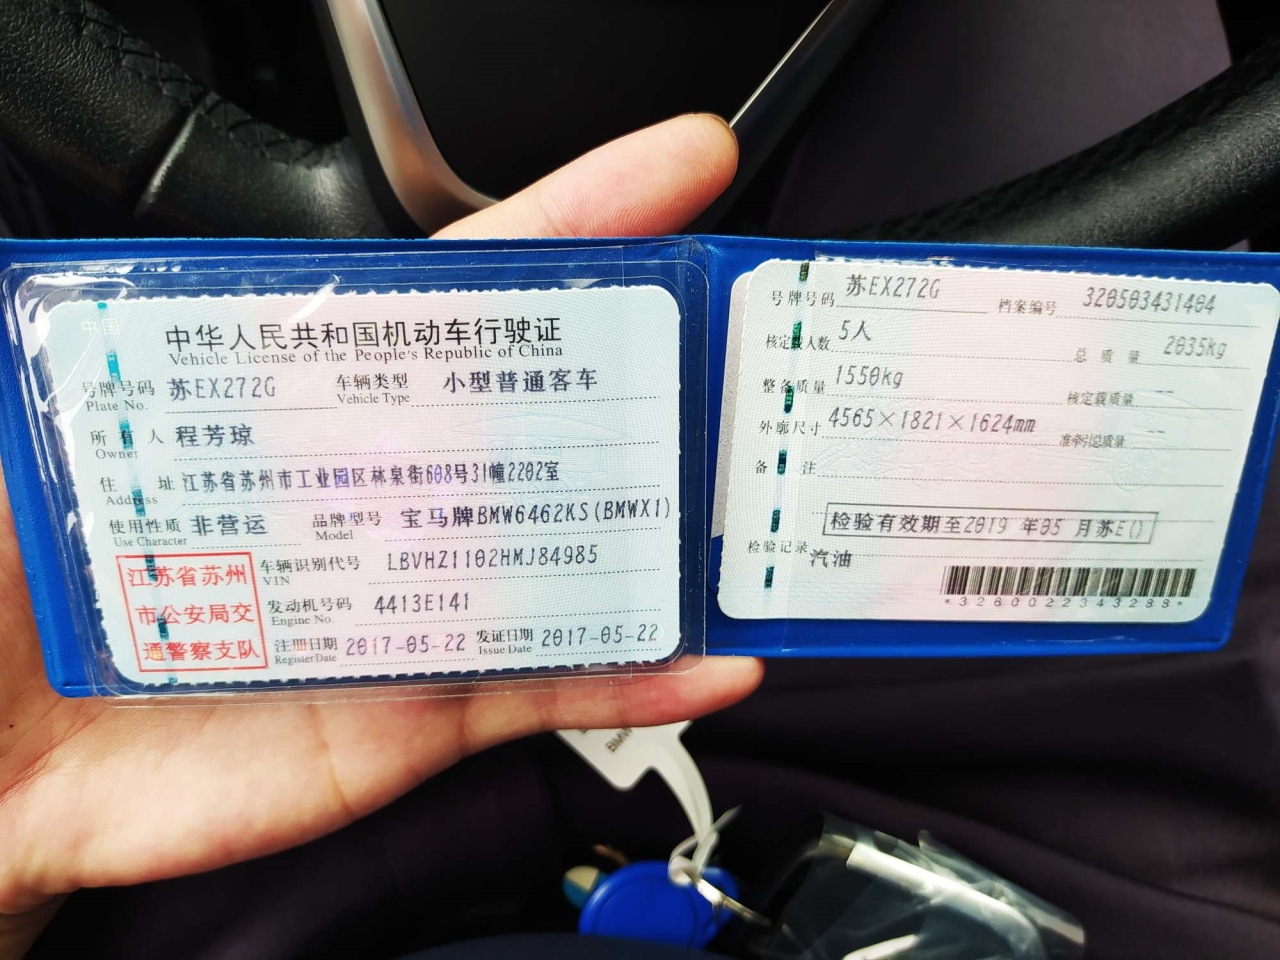 中国
中华人民共和国机动车行驶证
Vehicle License of the People's Republic of China
号牌号码 苏EX272G 车辆类型 小型普通客车
Plate No. Vehicle Type
所有人 程芳琼
Owner
住址 江苏省苏州市工业园区林泉街608号31幢2202室
Address
使用性质 非营运 品牌型号 宝马牌BMW6462KS(BMWX1)
Use Character Model
江苏省苏州
市公安局交
通警察支队
车辆识别代号 LBVHZ1102HMJ84985
VIN
发动机号码 4413E141
Engine No.
注册日期 2017-05-22 发证日期 2017-05-22
Register Date Issue Date
号牌号码 苏EX272G 档案编号 320503431404
核定载人数 5人 总质量 2035kg
整备质量 1550kg 核定载质量 --
外廓尺寸 4565×1821×1624mm 准牵引总质量 --
备注
检验有效期至2019 年05 月苏E()
检验记录
汽油
*3260022343288*
BMW